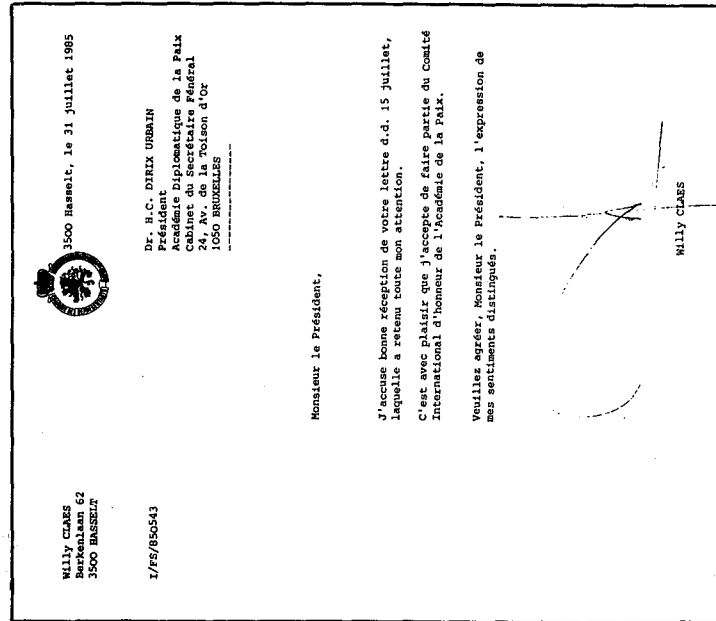 Willy CLAES
Berkenlaan 62
3500 HASSELT
3500 Hasselt, le 31 juillet 1985
I/FS/850543
Dr. H.C. DIRIX URBAIN
Président
Académie Diplomatique de la Paix
Cabinet du Secrétaire Fénéral
24, Av. de la Toison d'Or
1050 BRUXELLES
Monsieur le Président,
J'accuse bonne réception de votre lettre d.d. 15 juillet,
laquelle a retenu toute mon attention.
C'est avec plaisir que j'accepte de faire partie du Comité
International d'honneur de l'Académie de la Paix.
Veuillez agréer, Monsieur le Président, l'expression de
mes sentiments distingués.
Willy CLAES